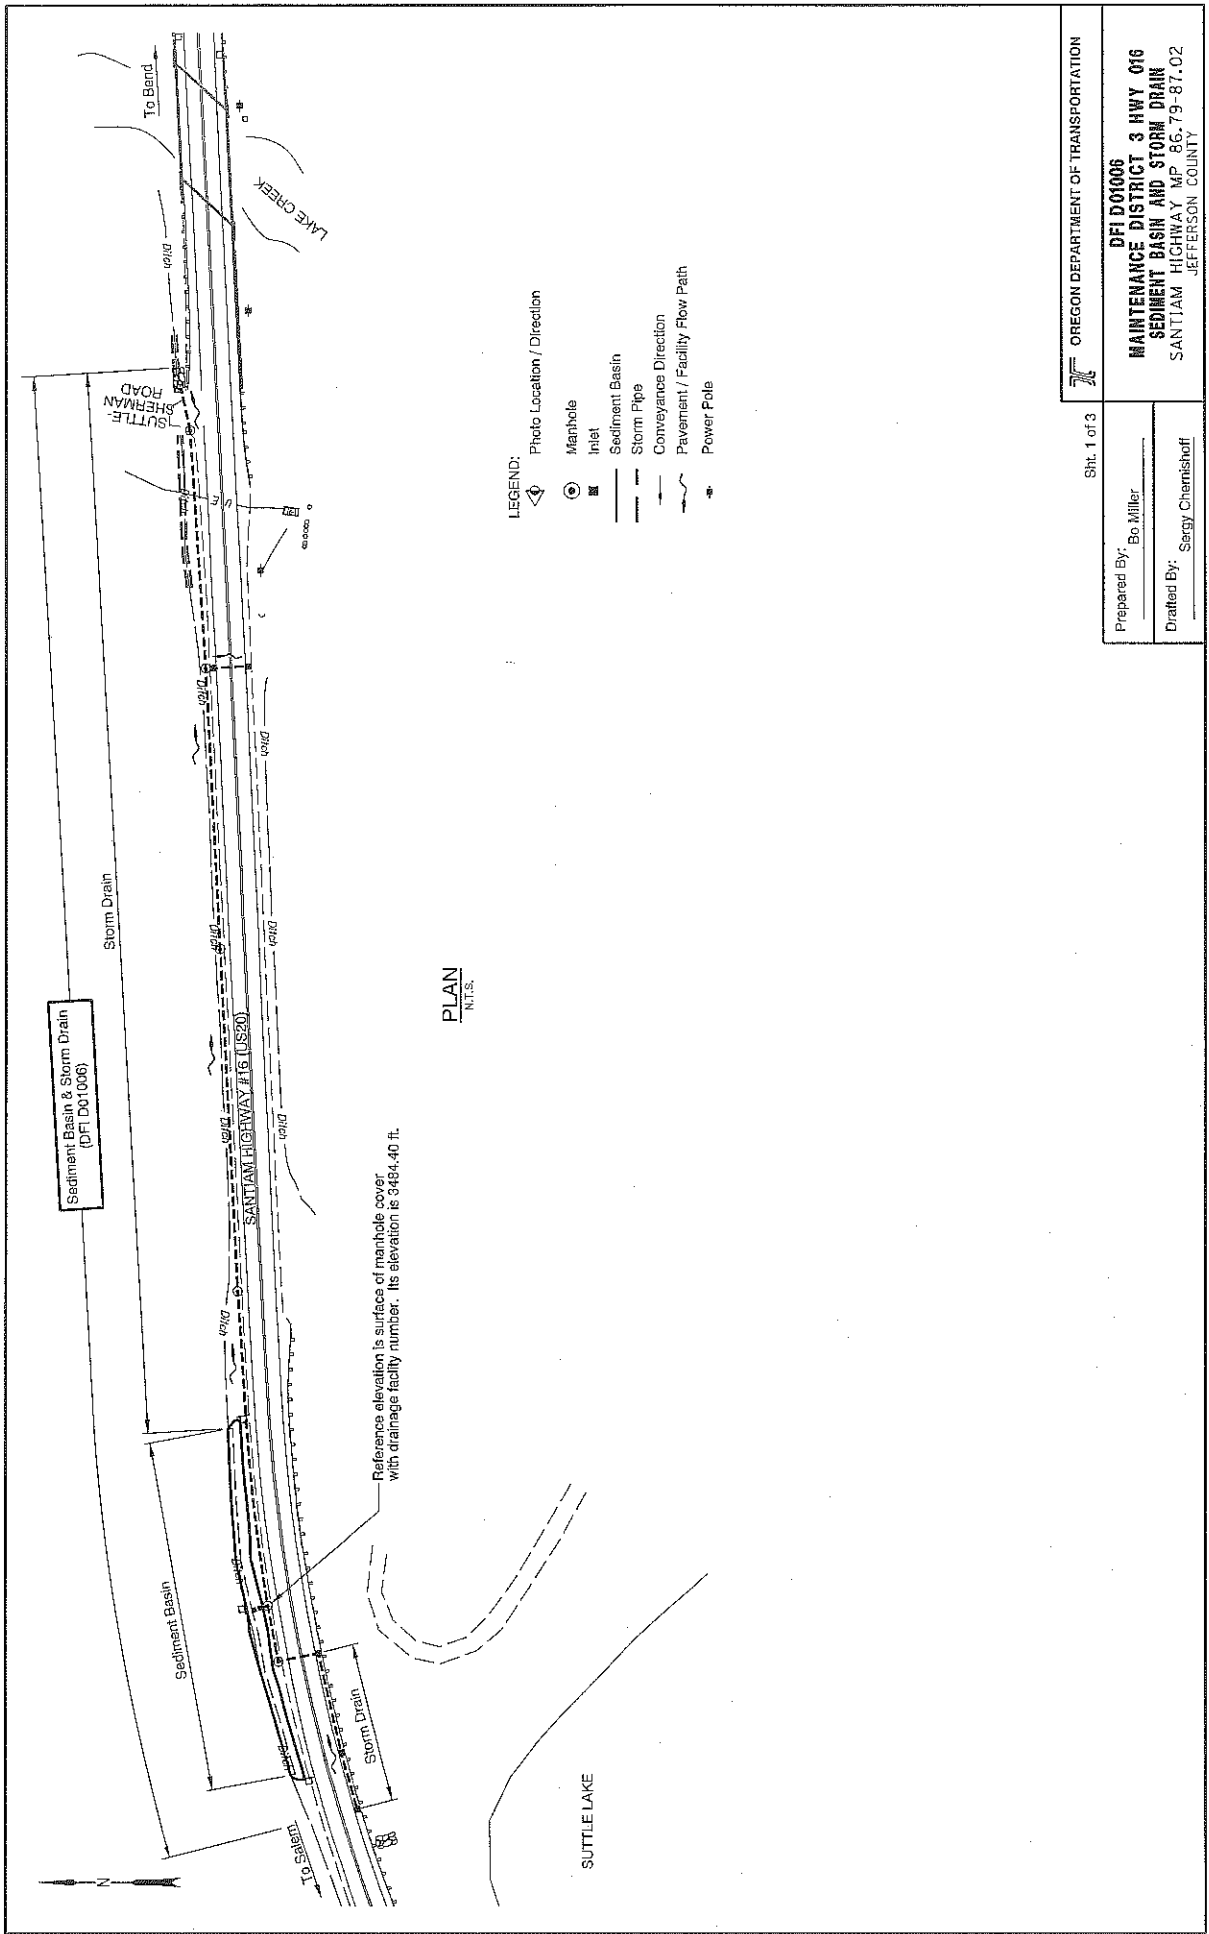 Sediment Basin & Storm Drain
(DFI D01006)
Storm Drain
Sediment Basin
To Salem
To Bend
N
Ditch
Ditch
Ditch
Ditch
Ditch
Ditch
Ditch
Ditch
Ditch
Ditch
Ditch
SUTTLE-
SHERMAN
ROAD
LAKE CREEK
SANTIAM HIGHWAY #16 (US20)
Storm Drain
SUTTLE LAKE
Reference elevation is surface of manhole cover
with drainage facility number. Its elevation is 3484.40 ft.
PLAN
N.T.S.
LEGEND:
Photo Location / Direction
Manhole
Inlet
Sediment Basin
Storm Pipe
Conveyance Direction
Pavement / Facility Flow Path
Power Pole
Sht. 1 of 3
OREGON DEPARTMENT OF TRANSPORTATION
Prepared By: Bo Miller
Drafted By: Sergy Chernishoff
DFI D01006
MAINTENANCE DISTRICT 3 HWY 016
SEDIMENT BASIN AND STORM DRAIN
SANTIAM HIGHWAY MP 86.79-87.02
JEFFERSON COUNTY